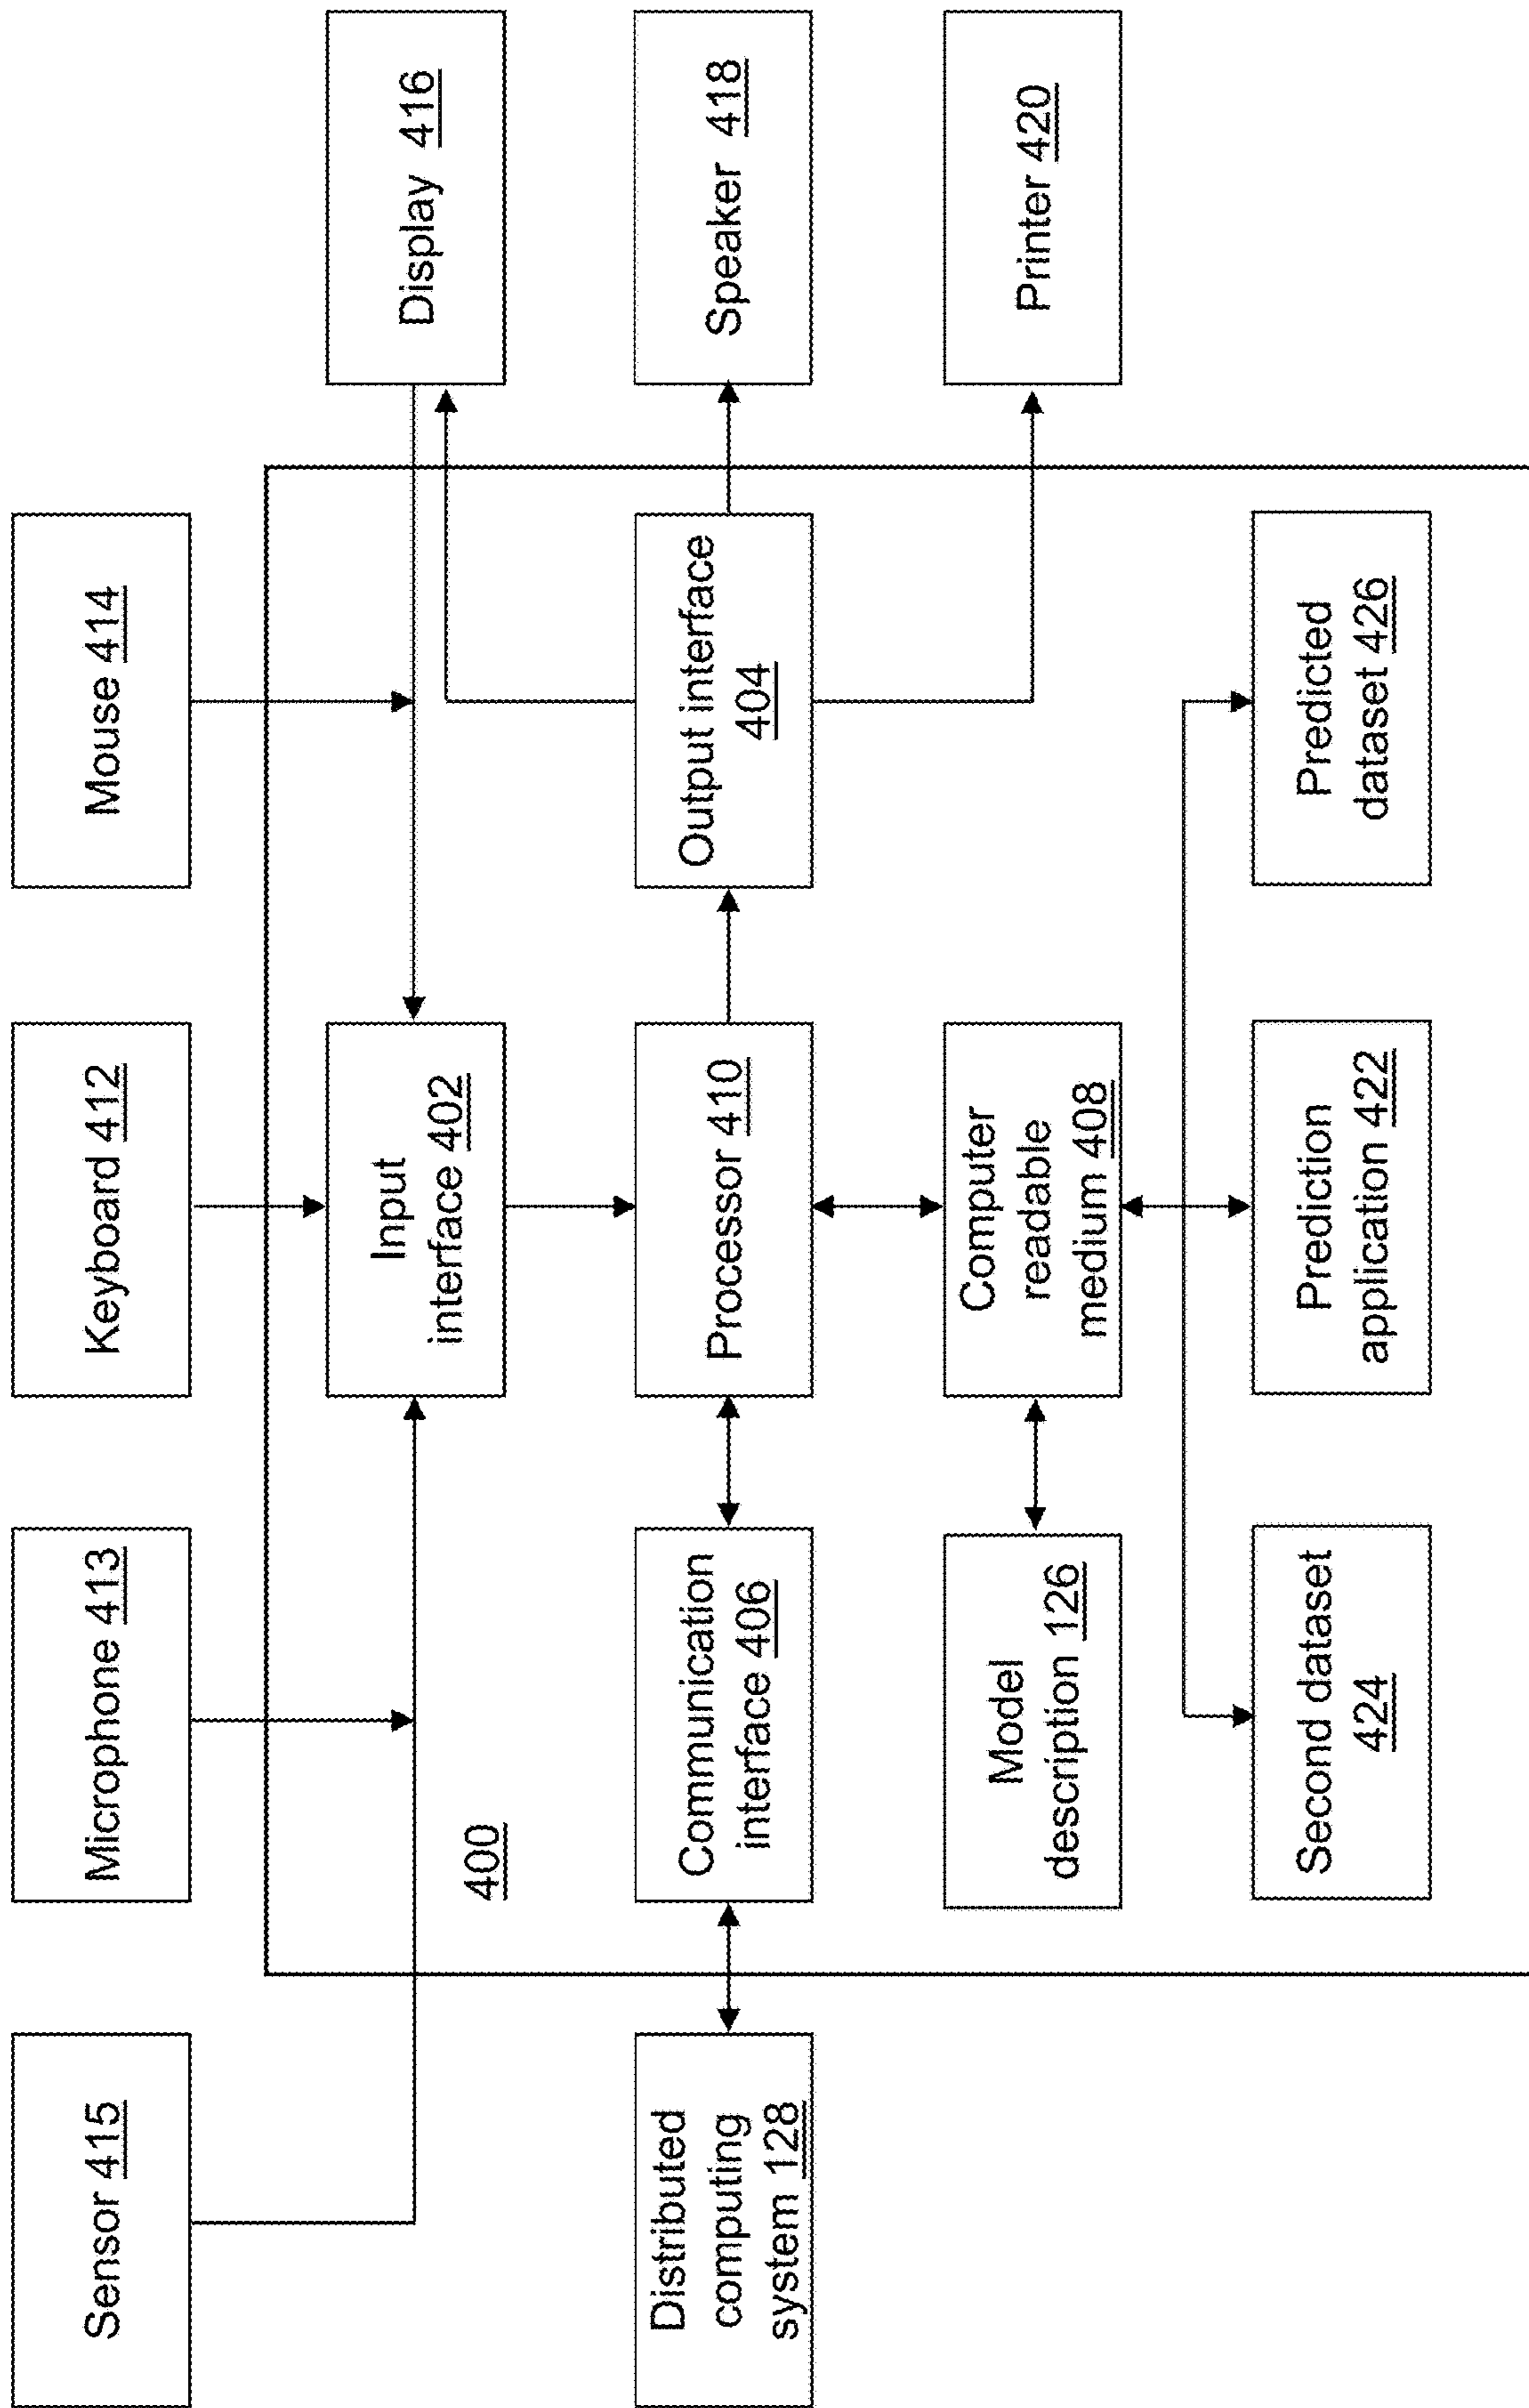 Sensor 415
Microphone 413
Keyboard 412
Mouse 414
400
Input
interface 402
Display 416
Distributed
computing
system 128
Communication
interface 406
Processor 410
Output interface
404
Speaker 418
Model
description 126
Computer
readable
medium 408
Printer 420
Second dataset
424
Prediction
application 422
Predicted
dataset 426